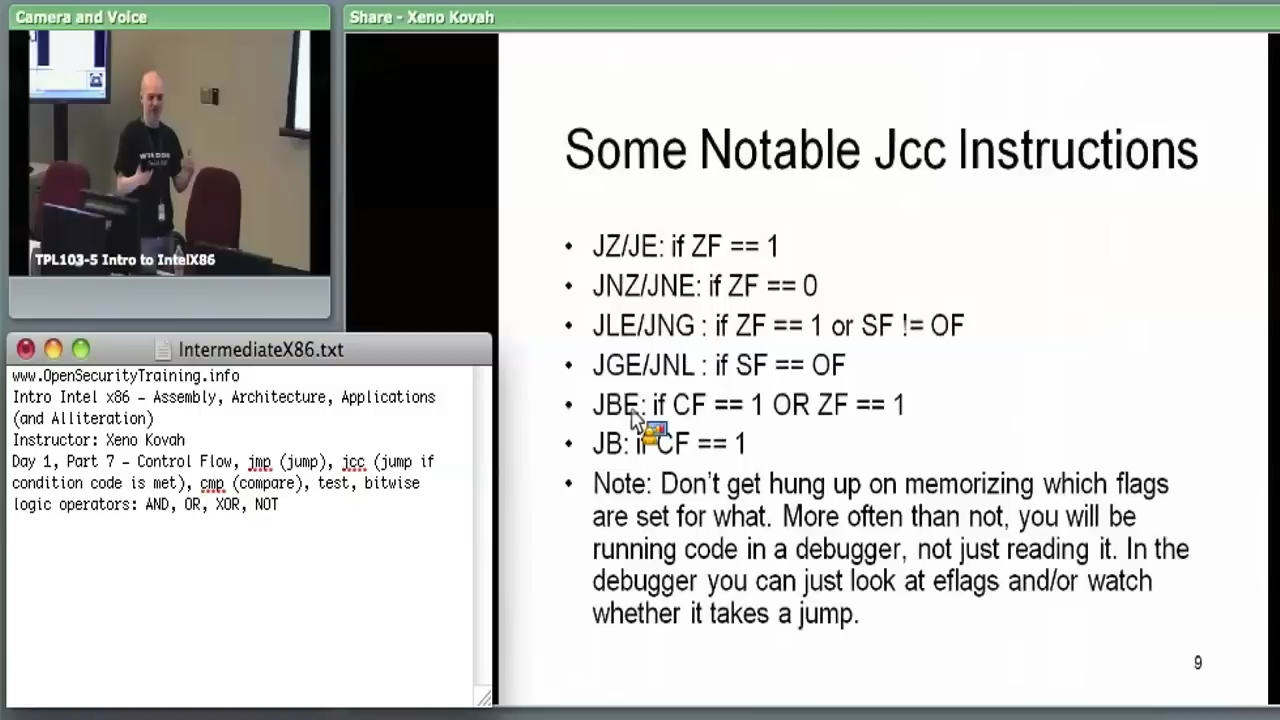 Camera and Voice
TPL103-5 Intro to IntelX86
Share - Xeno Kovah
Some Notable Jcc Instructions
• JZ/JE: if ZF == 1
• JNZ/JNE: if ZF == 0
• JLE/JNG : if ZF == 1 or SF != OF
• JGE/JNL : if SF == OF
• JBE: if CF == 1 OR ZF == 1
• JB: if CF == 1
• Note: Don't get hung up on memorizing which flags
are set for what. More often than not, you will be
running code in a debugger, not just reading it. In the
debugger you can just look at eflags and/or watch
whether it takes a jump.
9
IntermediateX86.txt
www.OpenSecurityTraining.info
Intro Intel x86 – Assembly, Architecture, Applications
(and Alliteration)
Instructor: Xeno Kovah
Day 1, Part 7 – Control Flow, jmp (jump), jcc (jump if
condition code is met), cmp (compare), test, bitwise
logic operators: AND, OR, XOR, NOT